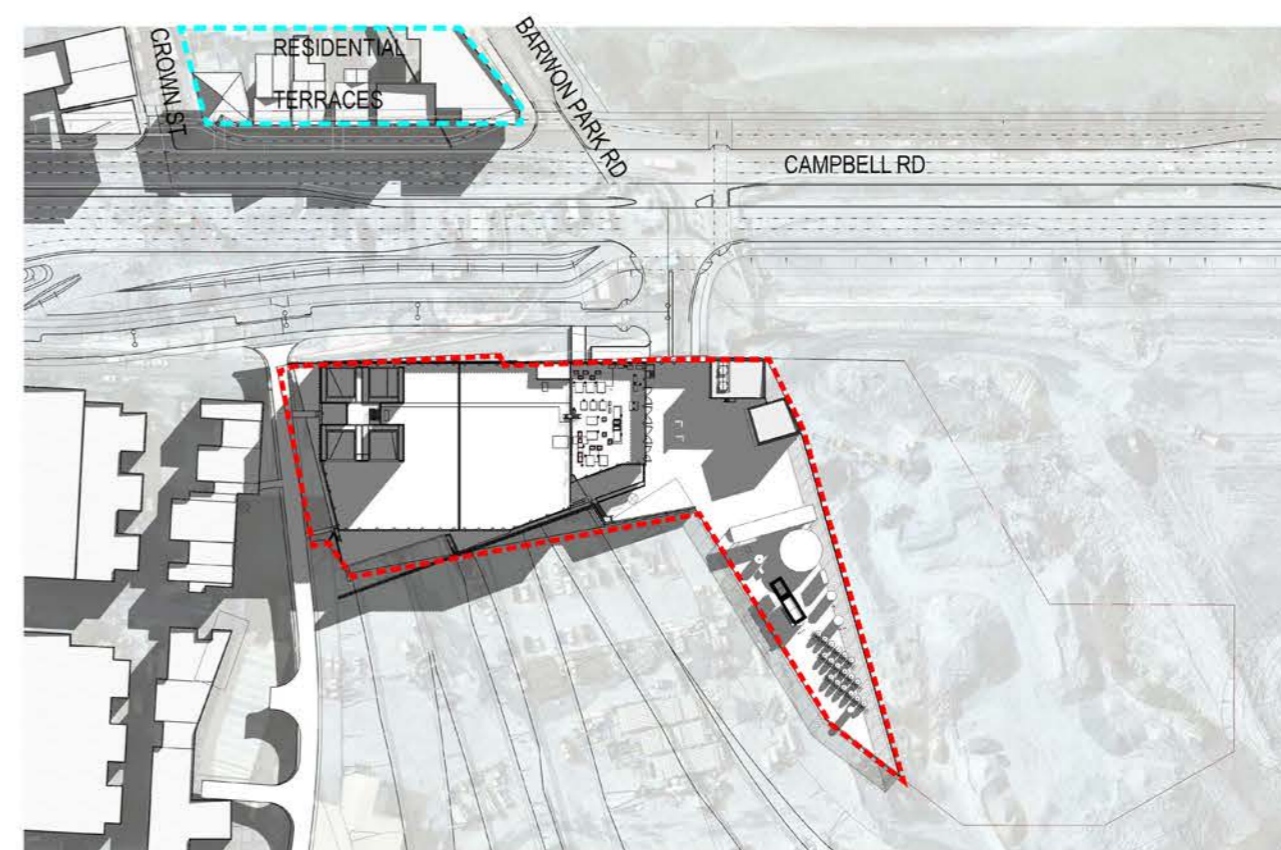 CROWN ST
RESIDENTIAL
TERRACES
BARWON PARK RD
CAMPBELL RD